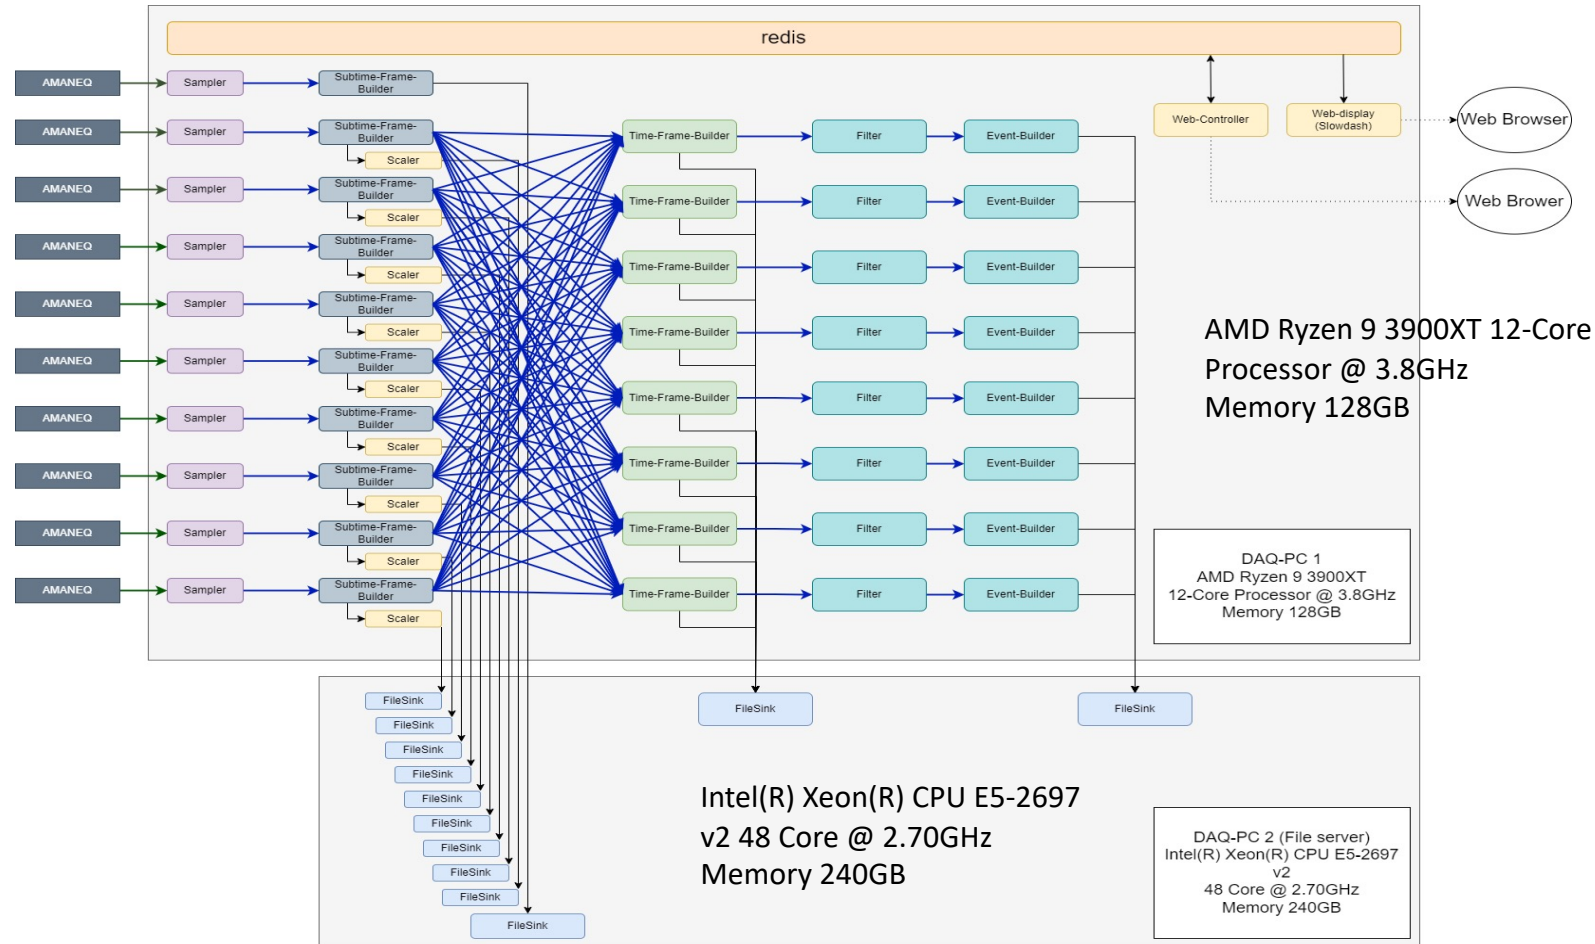 redis
AMANEQ
Sampler
Subtime-Frame-
Builder
AMANEQ
Sampler
Subtime-Frame-
Builder
Scaler
AMANEQ
Sampler
Subtime-Frame-
Builder
Scaler
AMANEQ
Sampler
Subtime-Frame-
Builder
Scaler
AMANEQ
Sampler
Subtime-Frame-
Builder
Scaler
AMANEQ
Sampler
Subtime-Frame-
Builder
Scaler
AMANEQ
Sampler
Subtime-Frame-
Builder
Scaler
AMANEQ
Sampler
Subtime-Frame-
Builder
Scaler
AMANEQ
Sampler
Subtime-Frame-
Builder
Scaler
AMANEQ
Sampler
Subtime-Frame-
Builder
Scaler
Time-Frame-Builder
Filter
Event-Builder
Time-Frame-Builder
Filter
Event-Builder
Time-Frame-Builder
Filter
Event-Builder
Time-Frame-Builder
Filter
Event-Builder
Time-Frame-Builder
Filter
Event-Builder
Time-Frame-Builder
Filter
Event-Builder
Time-Frame-Builder
Filter
Event-Builder
Time-Frame-Builder
Filter
Event-Builder
Web-Controller
Web-display
(Slowdash)
Web Browser
Web Brower
AMD Ryzen 9 3900XT 12-Core
Processor @ 3.8GHz
Memory 128GB
DAQ-PC 1
AMD Ryzen 9 3900XT
12-Core Processor @ 3.8GHz
Memory 128GB
FileSink
FileSink
FileSink
FileSink
FileSink
FileSink
FileSink
FileSink
FileSink
FileSink
FileSink
FileSink
Intel(R) Xeon(R) CPU E5-2697
v2 48 Core @ 2.70GHz
Memory 240GB
DAQ-PC 2 (File server)
Intel(R) Xeon(R) CPU E5-2697
v2
48 Core @ 2.70GHz
Memory 240GB